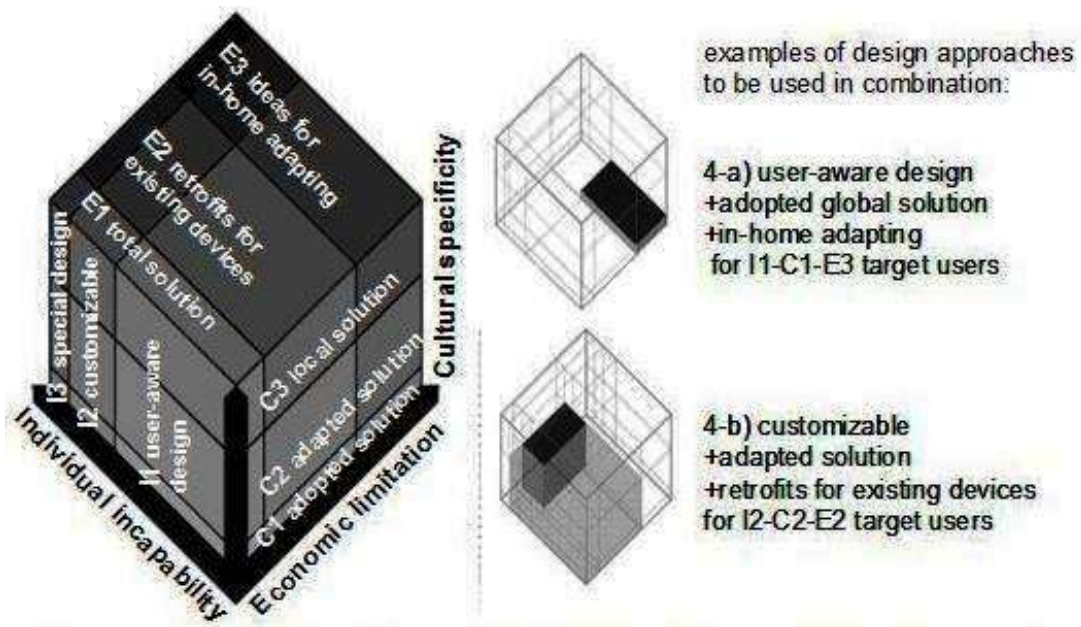 E3 ideas for
in-home adapting
E2 retrofits for
existing devices
E1 total solution
I3 special design
I2 customizable
I1 user-aware
design
C3 local solution
C2 adapted solution
C1 adopted solution
Individual incapability
Economic limitation
Cultural specificity
examples of design approaches
to be used in combination:
4-a) user-aware design
+adopted global solution
+in-home adapting
for I1-C1-E3 target users
4-b) customizable
+adapted solution
+retrofits for existing devices
for I2-C2-E2 target users